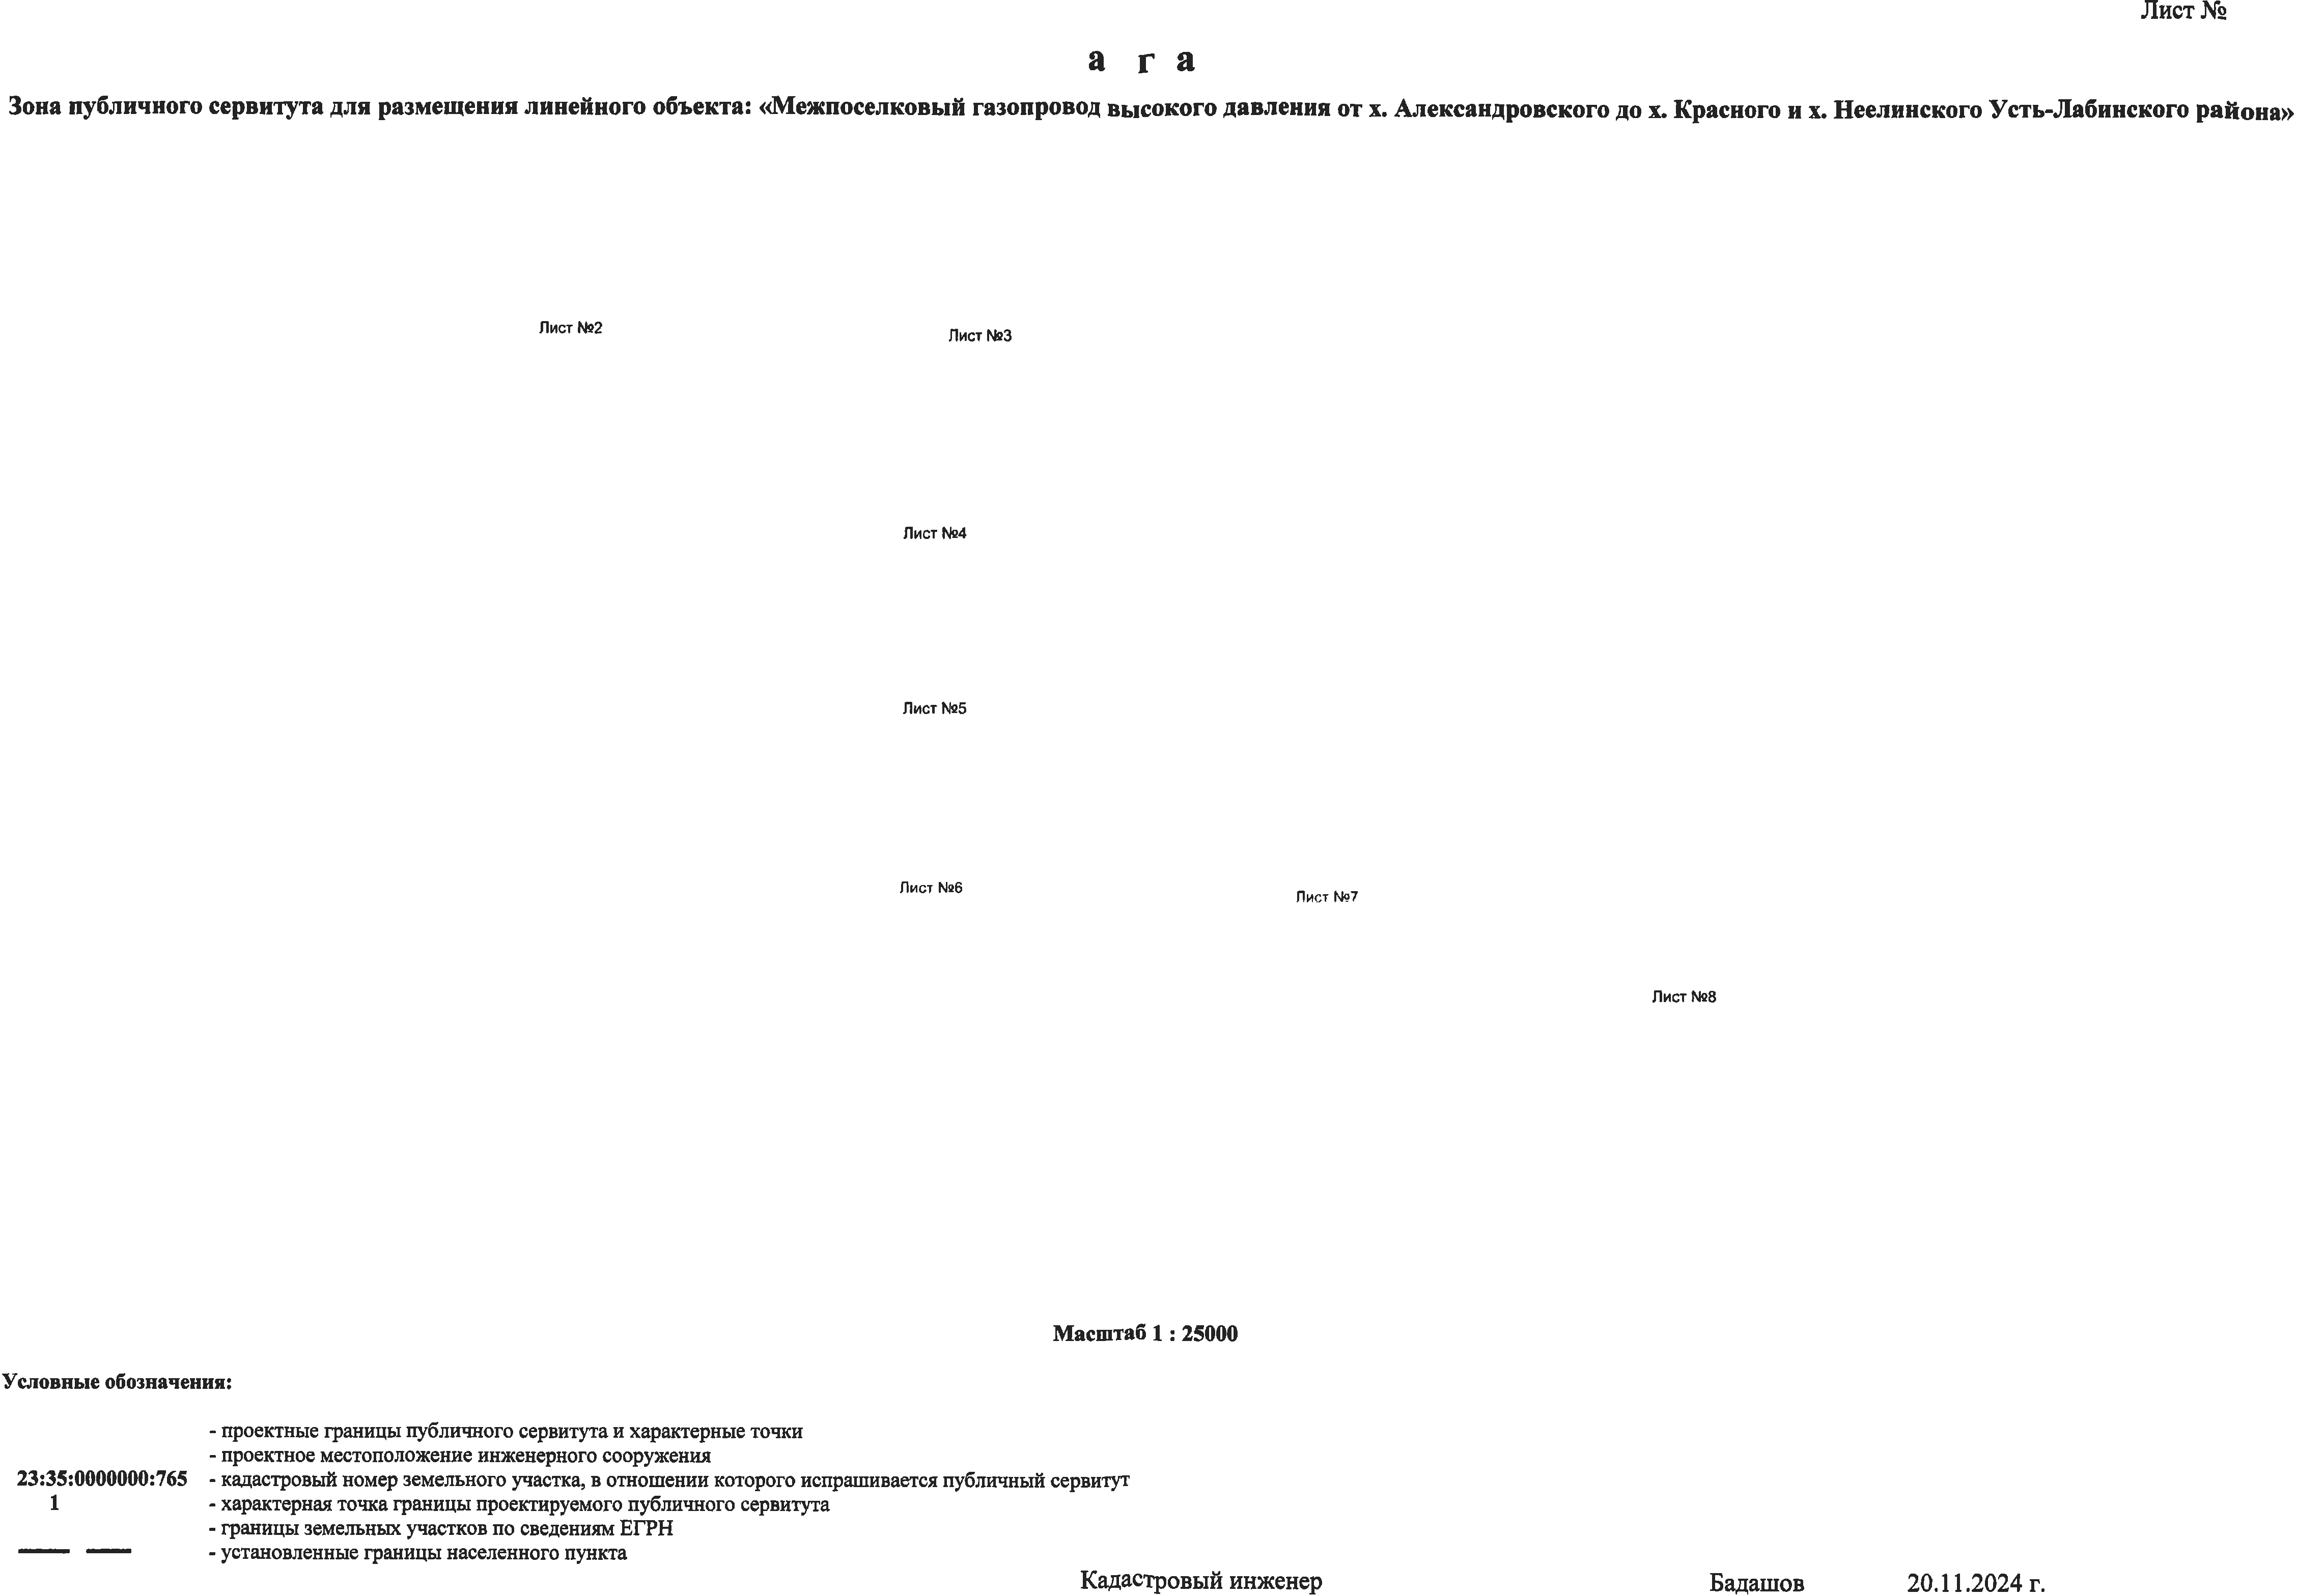 Лист №
а г а
Зона публичного сервитута для размещения линейного объекта: «Межпоселковый газопровод высокого давления от х. Александровского до х. Красного и х. Неелинского Усть-Лабинского района»
Лист №2
Лист №3
Лист №4
Лист №5
Лист №6
Лист №7
Лист №8
Масштаб 1 : 25000
Условные обозначения:
- проектные границы публичного сервитута и характерные точки
- проектное местоположение инженерного сооружения
23:35:0000000:765 - кадастровый номер земельного участка, в отношении которого испрашивается публичный сервитут
1 - характерная точка границы проектируемого публичного сервитута
- границы земельных участков по сведениям ЕГРН
- установленные границы населенного пункта
Кадастровый инженер Бадашов 20.11.2024 г.